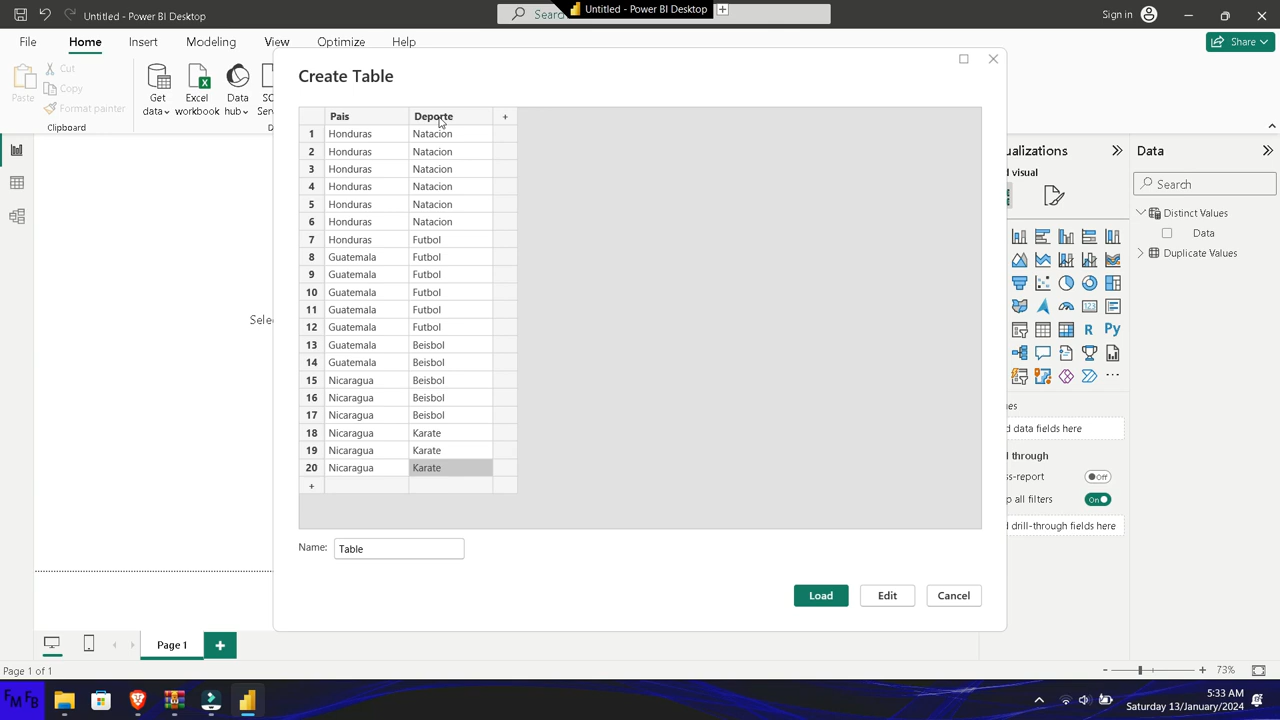 Untitled - Power BI Desktop
Untitled - Power BI Desktop
Sign in
File Home Insert Modeling View Optimize Help
Share
Paste
Cut
Copy
Format painter
Clipboard
Get data
Excel workbook
Data hub
Create Table
Pais Deporte +
1 Honduras Natacion
2 Honduras Natacion
3 Honduras Natacion
4 Honduras Natacion
5 Honduras Natacion
6 Honduras Natacion
7 Honduras Futbol
8 Guatemala Futbol
9 Guatemala Futbol
10 Guatemala Futbol
11 Guatemala Futbol
12 Guatemala Futbol
13 Guatemala Beisbol
14 Guatemala Beisbol
15 Nicaragua Beisbol
16 Nicaragua Beisbol
17 Nicaragua Beisbol
18 Nicaragua Karate
19 Nicaragua Karate
20 Nicaragua Karate
+
Name: Table
Load Edit Cancel
ualizations
visual
R Py
123
d data fields here
through
s-report Off
all filters On
drill-through fields here
Data
Search
Distinct Values
Data
Duplicate Values
Page 1 +
Page 1 of 1
- + 73%
FM FB
5:33 AM
Saturday 13/January/2024